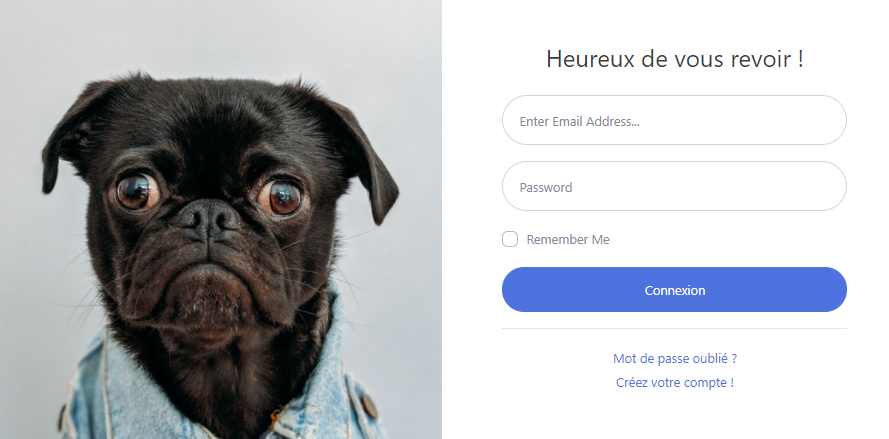 Heureux de vous revoir !
Enter Email Address...
Password
Remember Me
Connexion
Mot de passe oublié ?
Créez votre compte !